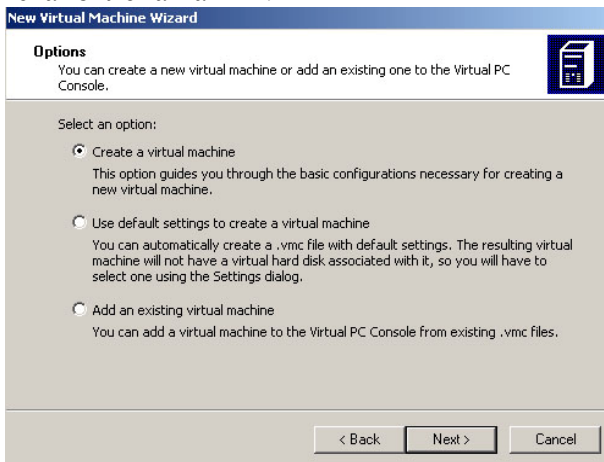 New Virtual Machine Wizard
Options
You can create a new virtual machine or add an existing one to the Virtual PC
Console.
Select an option:
Create a virtual machine
This option guides you through the basic configurations necessary for creating a
new virtual machine.
Use default settings to create a virtual machine
You can automatically create a .vmc file with default settings. The resulting virtual
machine will not have a virtual hard disk associated with it, so you will have to
select one using the Settings dialog.
Add an existing virtual machine
You can add a virtual machine to the Virtual PC Console from existing .vmc files.
< Back Next > Cancel